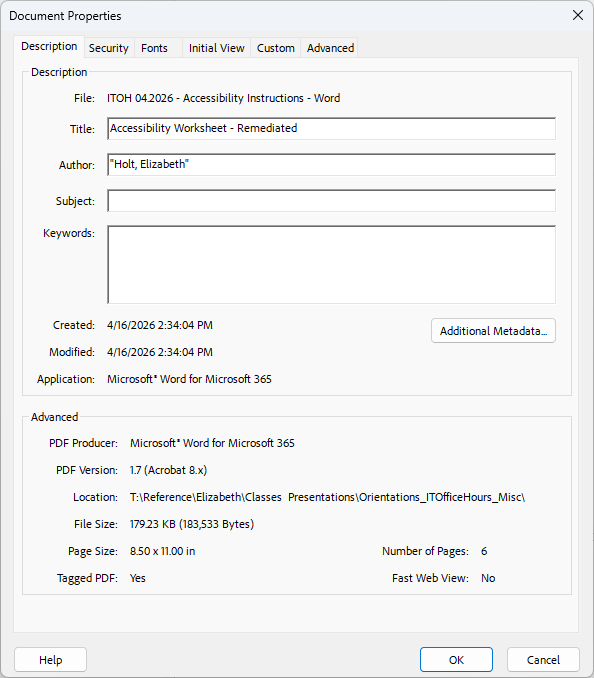 Document Properties
Description Security Fonts Initial View Custom Advanced
Description
File: ITOH 04.2026 - Accessibility Instructions - Word
Title: Accessibility Worksheet - Remediated
Author: "Holt, Elizabeth"
Subject:
Keywords:
Created: 4/16/2026 2:34:04 PM
Additional Metadata...
Modified: 4/16/2026 2:34:04 PM
Application: Microsoft® Word for Microsoft 365
Advanced
PDF Producer: Microsoft® Word for Microsoft 365
PDF Version: 1.7 (Acrobat 8.x)
Location: T:\Reference\Elizabeth\Classes  Presentations\Orientations_ITOfficeHours_Misc\
File Size: 179.23 KB (183,533 Bytes)
Page Size: 8.50 x 11.00 in Number of Pages: 6
Tagged PDF: Yes Fast Web View: No
Help OK Cancel